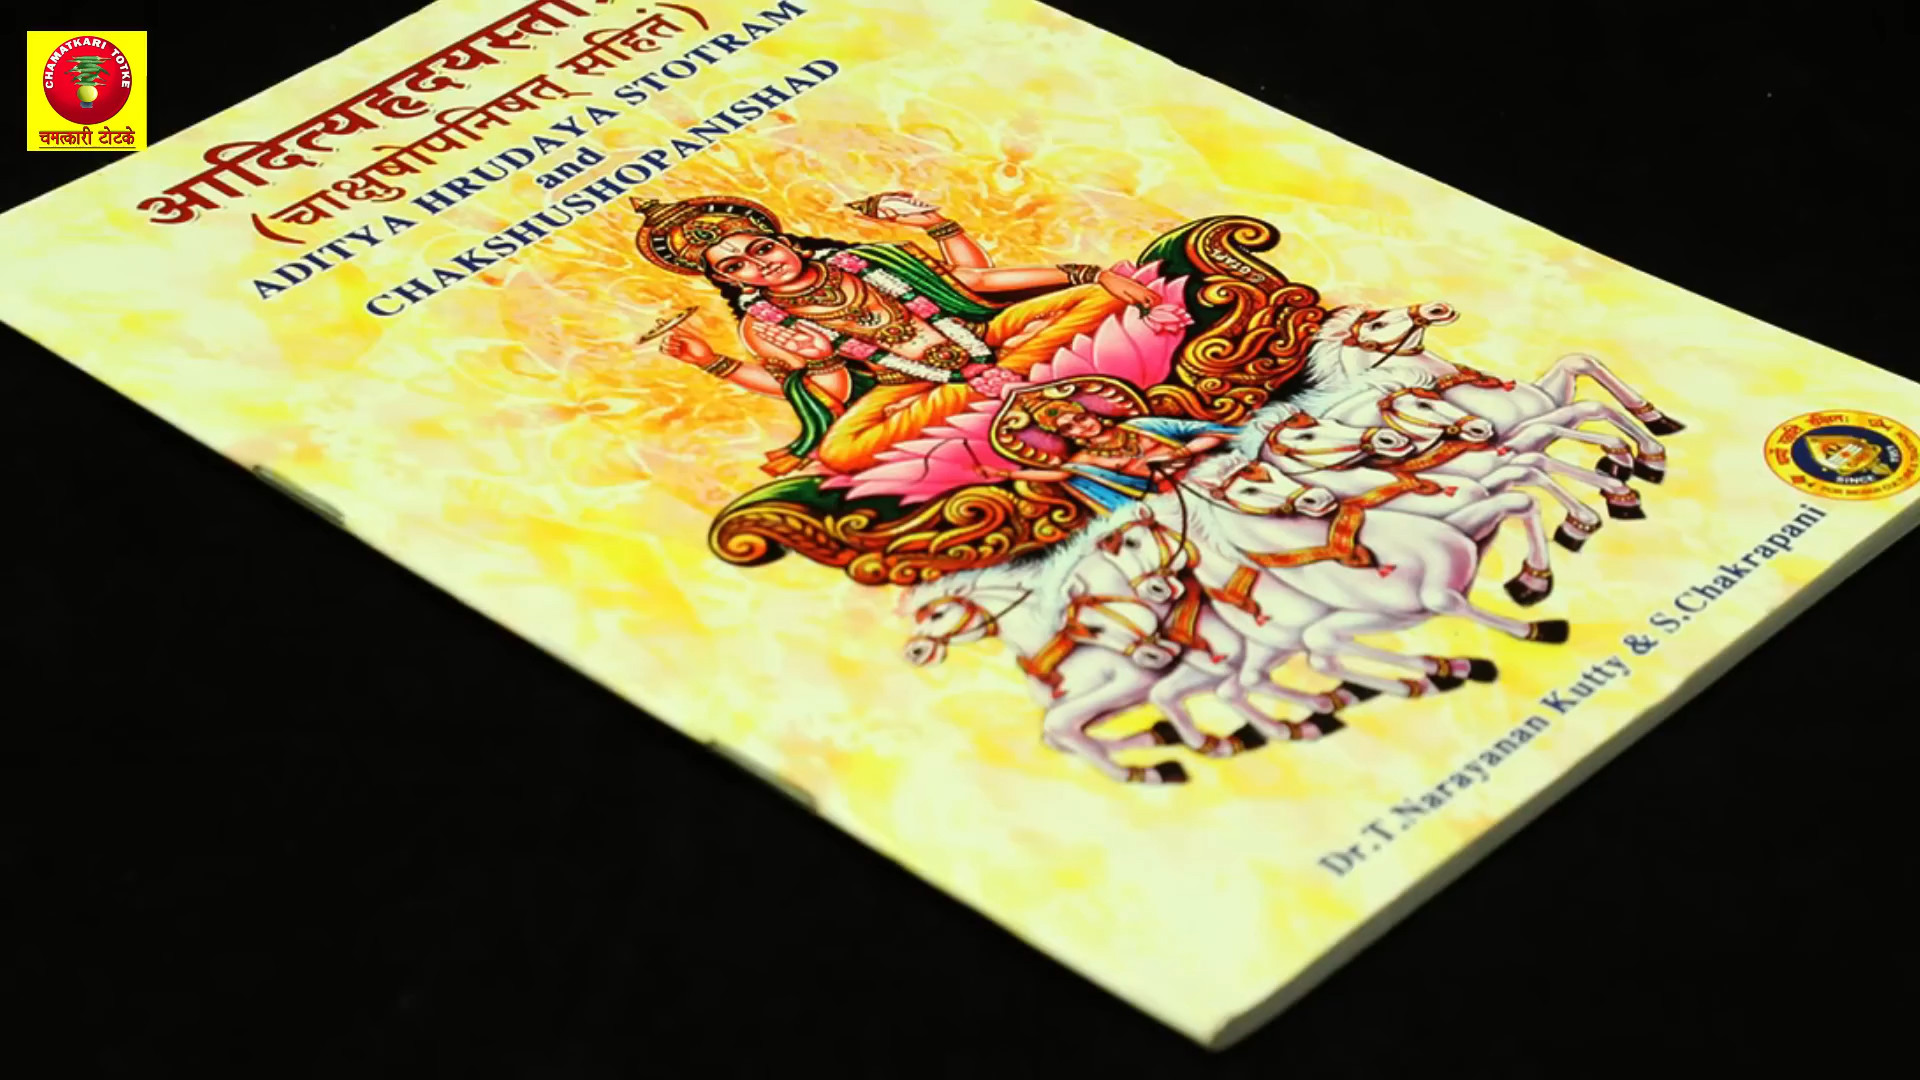 CHAMATKARI TOTKE
चमत्कारी टोटके
आदित्यहृदयस्तो
(चाक्षुषोपनिषत् सहितं)
ADITYA HRUDAYA STOTRAM
and
CHAKSHUSHOPANISHAD
SINCE
Dr.T.Narayanan Kutty & S.Chakrapani